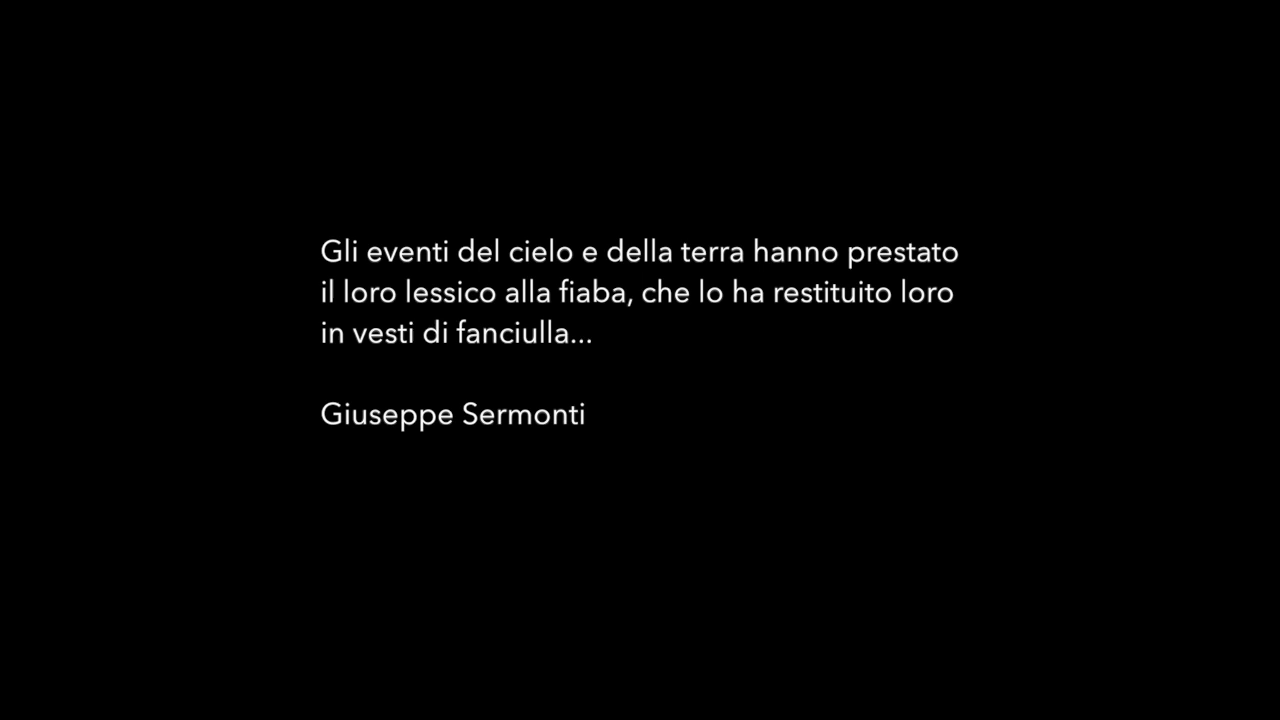 Gli eventi del cielo e della terra hanno prestato
il loro lessico alla fiaba, che lo ha restituito loro
in vesti di fanciulla...
Giuseppe Sermonti